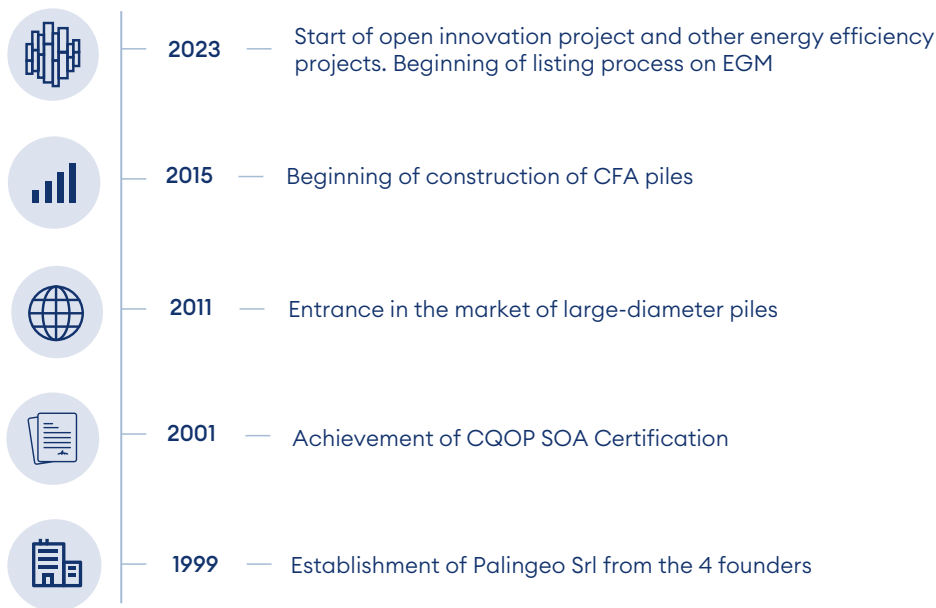 2023
Start of open innovation project and other energy efficiency
projects. Beginning of listing process on EGM
2015
Beginning of construction of CFA piles
2011
Entrance in the market of large-diameter piles
2001
Achievement of CQOP SOA Certification
1999
Establishment of Palingeo Srl from the 4 founders